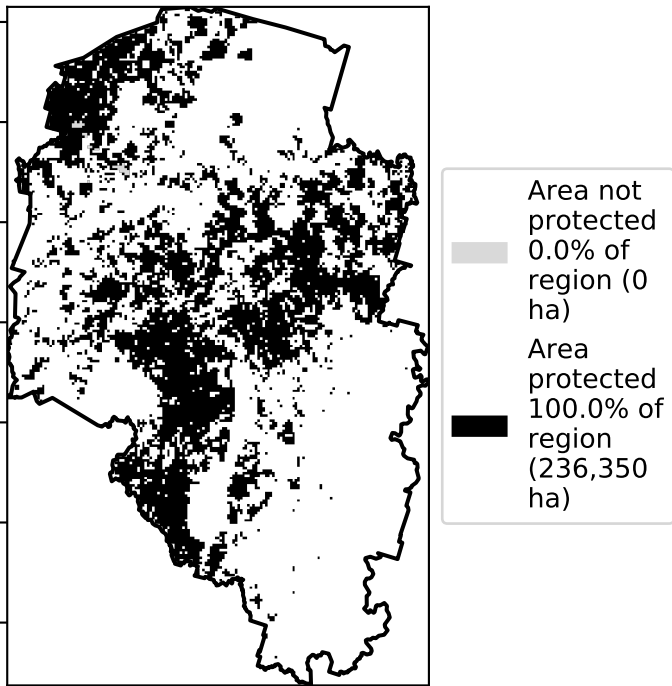 Area not
protected
0.0% of
region (0
ha)
Area
protected
100.0% of
region
(236,350
ha)